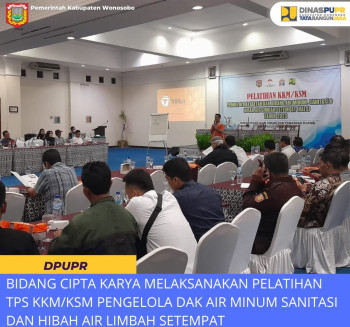 Pemerintah Kabupaten Wonosobo
DINASPUPR
TATABANGUNJASA
PELATIHAN KKM/KSM
DPUPR
BIDANG CIPTA KARYA MELAKSANAKAN PELATIHAN
TPS KKM/KSM PENGELOLA DAK AIR MINUM SANITASI
DAN HIBAH AIR LIMBAH SETEMPAT